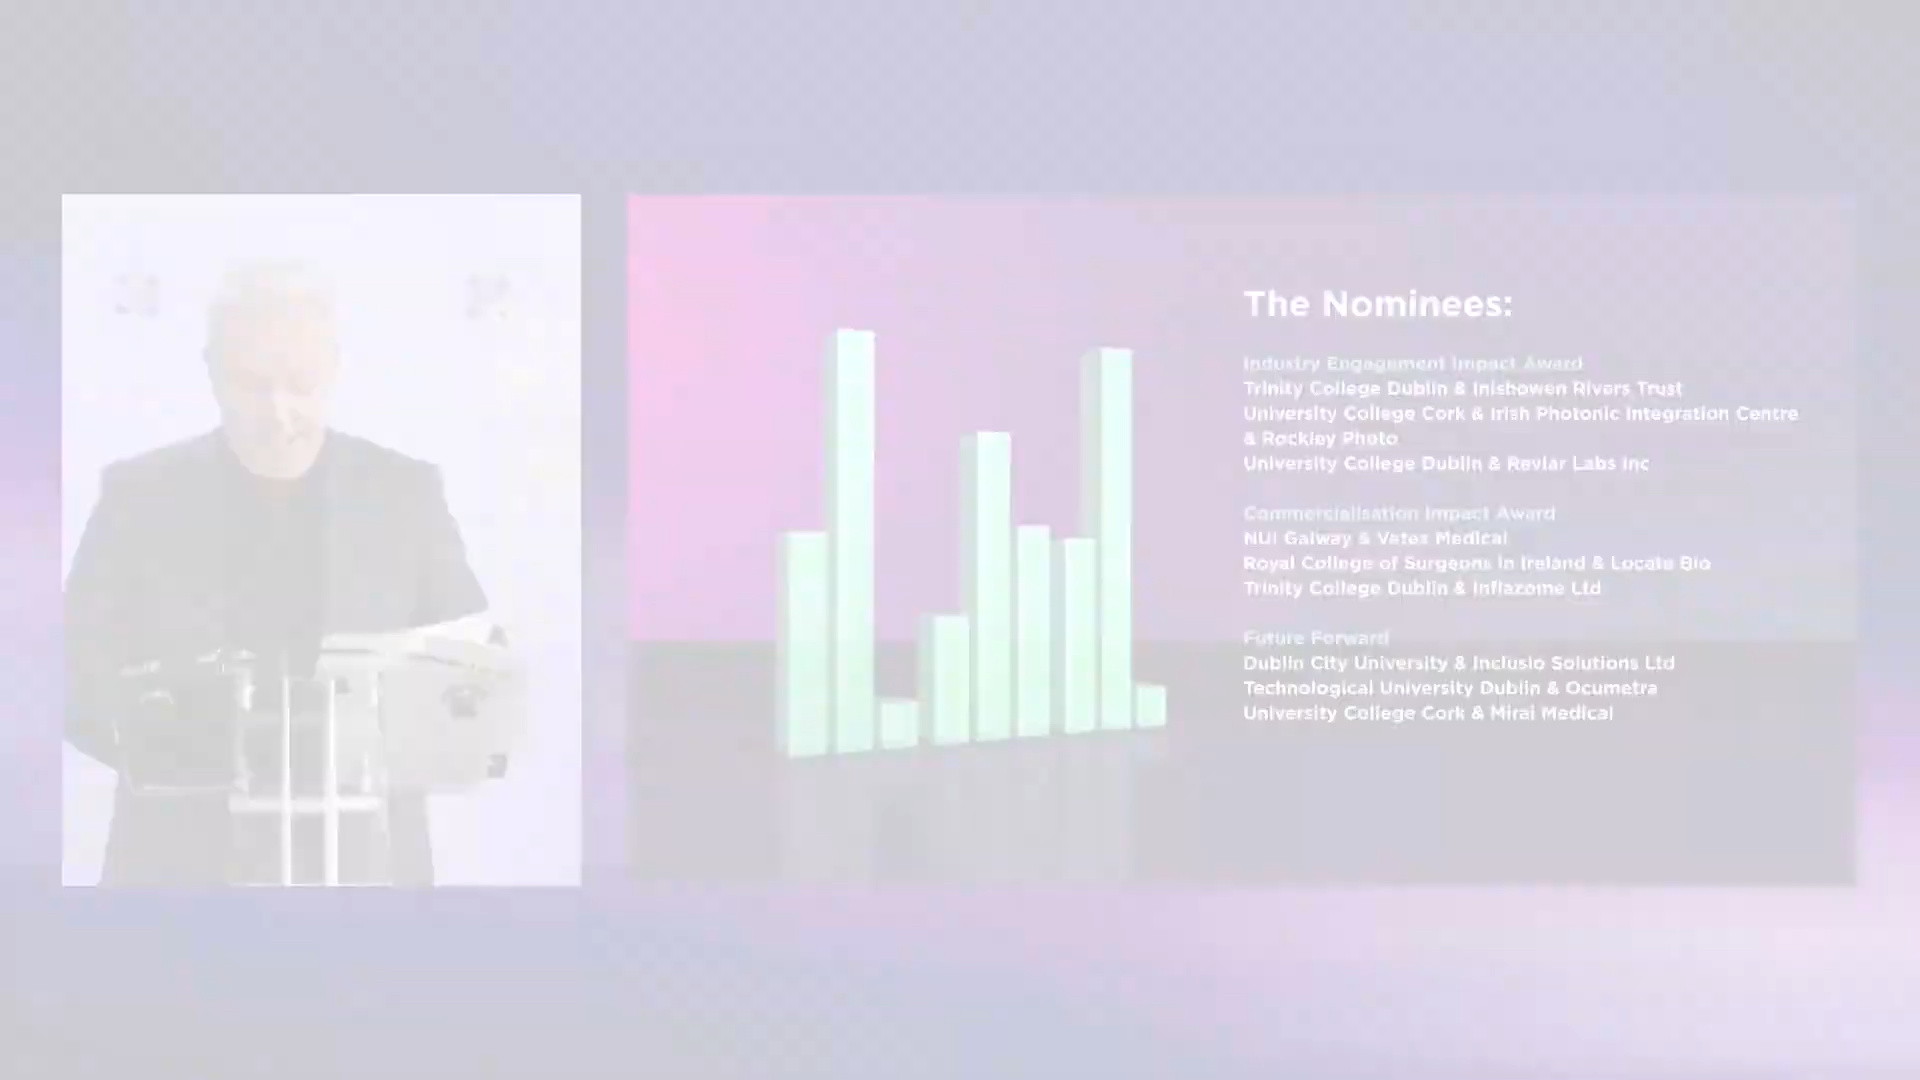 The Nominees:
Industry Engagement Impact Award
Trinity College Dublin & Inishowen Rivers Trust
University College Cork & Irish Photonic Integration Centre
& Rockley Photo
University College Dublin & Revlar Labs Inc
Commercialisation Impact Award
NUI Galway & Vetex Medical
Royal College of Surgeons in Ireland & Locate Bio
Trinity College Dublin & Inflazome Ltd
Future Forward
Dublin City University & Inclusio Solutions Ltd
Technological University Dublin & Ocumetra
University College Cork & Mirai Medical